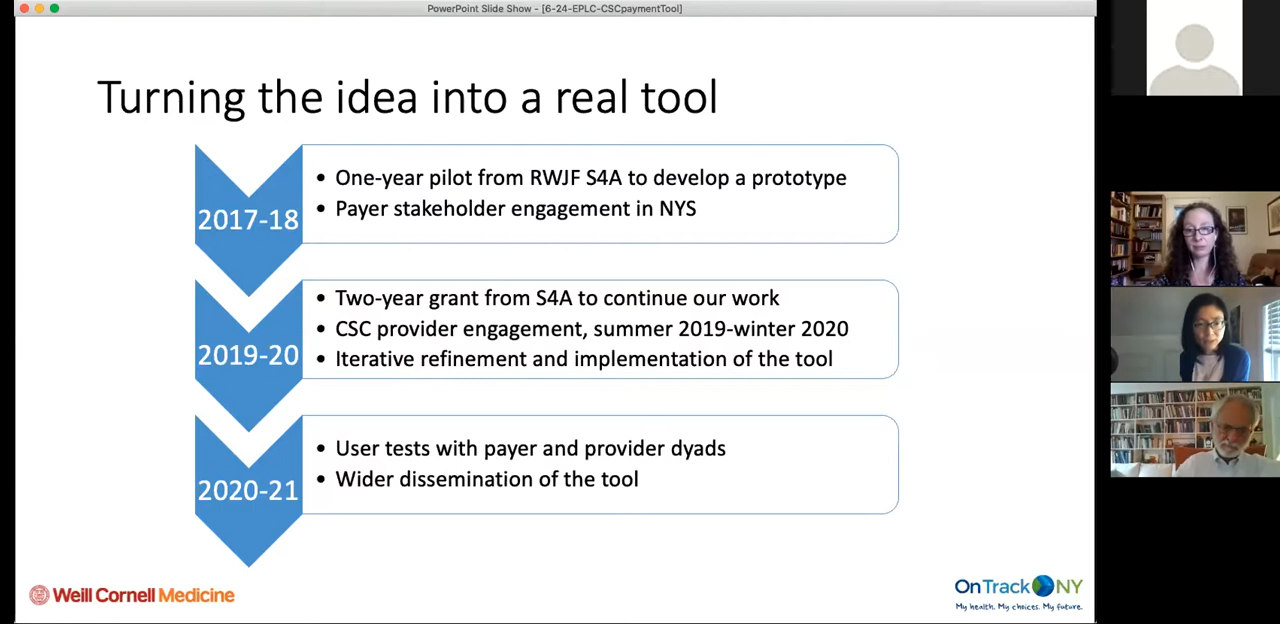 PowerPoint Slide Show - [6-24-EPLC-CSCpaymentTool]
Turning the idea into a real tool
2017-18
• One-year pilot from RWJF S4A to develop a prototype
• Payer stakeholder engagement in NYS
2019-20
• Two-year grant from S4A to continue our work
• CSC provider engagement, summer 2019-winter 2020
• Iterative refinement and implementation of the tool
2020-21
• User tests with payer and provider dyads
• Wider dissemination of the tool
Weill Cornell Medicine
OnTrack NY
My health. My choices. My future.